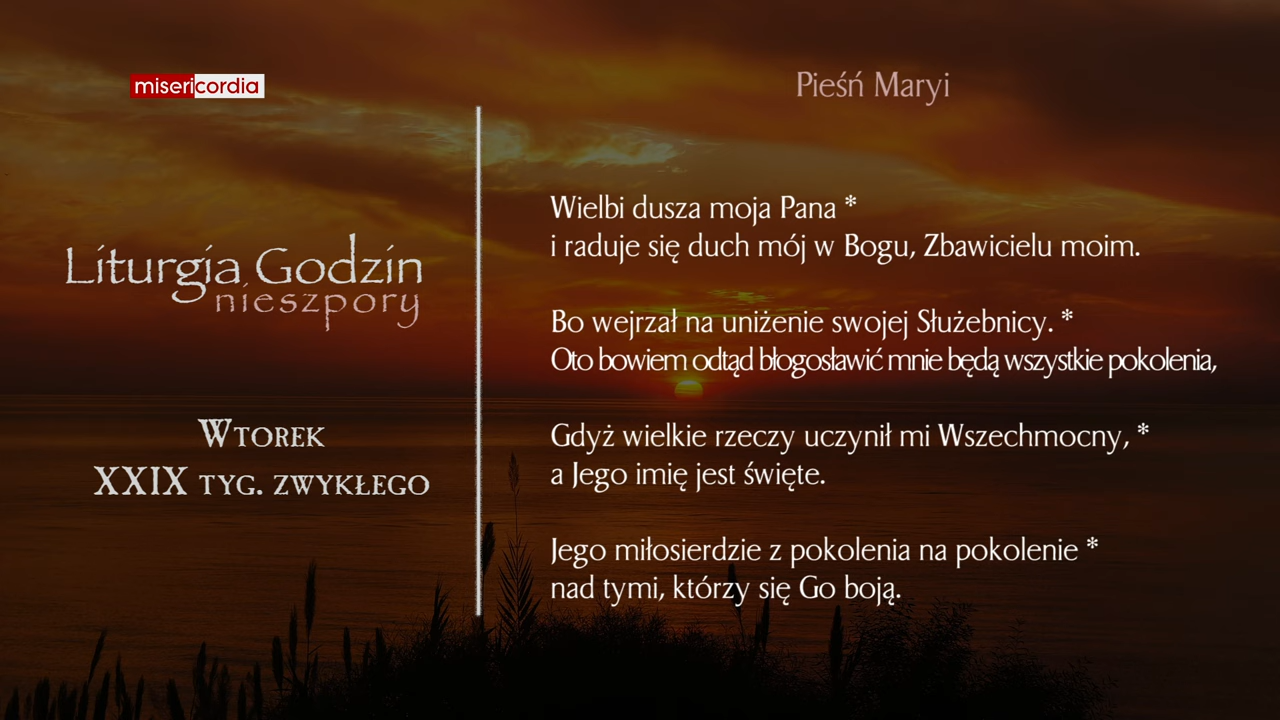 misericordia
Liturgia Godzin
nieszpory
Wtorek
XXIX tyg. zwykłego
Pieśń Maryi
Wielbi dusza moja Pana *
i raduje się duch mój w Bogu, Zbawicielu moim.
Bo wejrzał na uniżenie swojej Służebnicy. *
Oto bowiem odtąd błogosławić mnie będą wszystkie pokolenia,
Gdyż wielkie rzeczy uczynił mi Wszechmocny, *
a Jego imię jest święte.
Jego miłosierdzie z pokolenia na pokolenie *
nad tymi, którzy się Go boją.